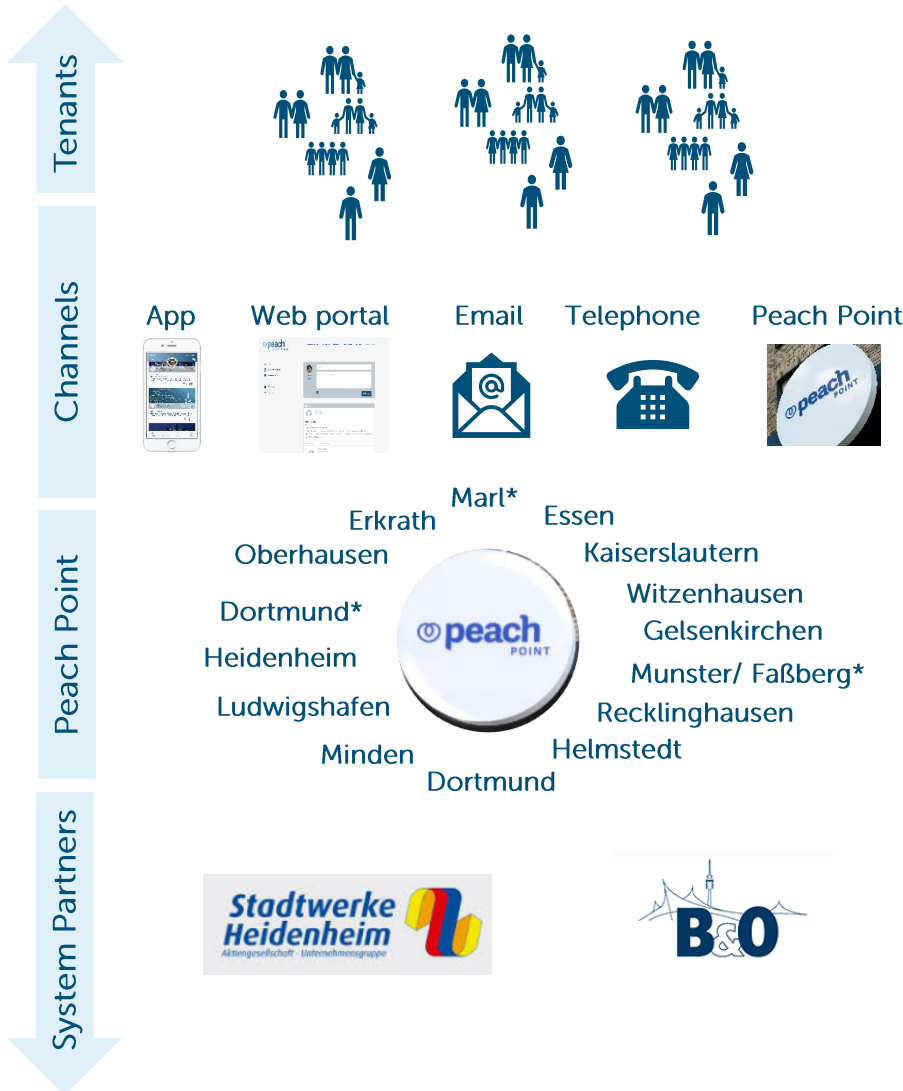 Tenants
Channels
App
Web portal
Email
Telephone
Peach Point
peach
@
peach
POINT
Peach Point
Marl*
Erkrath
Essen
Oberhausen
Kaiserslautern
Dortmund*
Witzenhausen
Gelsenkirchen
Heidenheim
Munster/ Faßberg*
Ludwigshafen
Recklinghausen
Minden
Helmstedt
Dortmund
peach
POINT
System Partners
Stadtwerke
Heidenheim
Aktiengesellschaft · Unternehmensgruppe
B&O